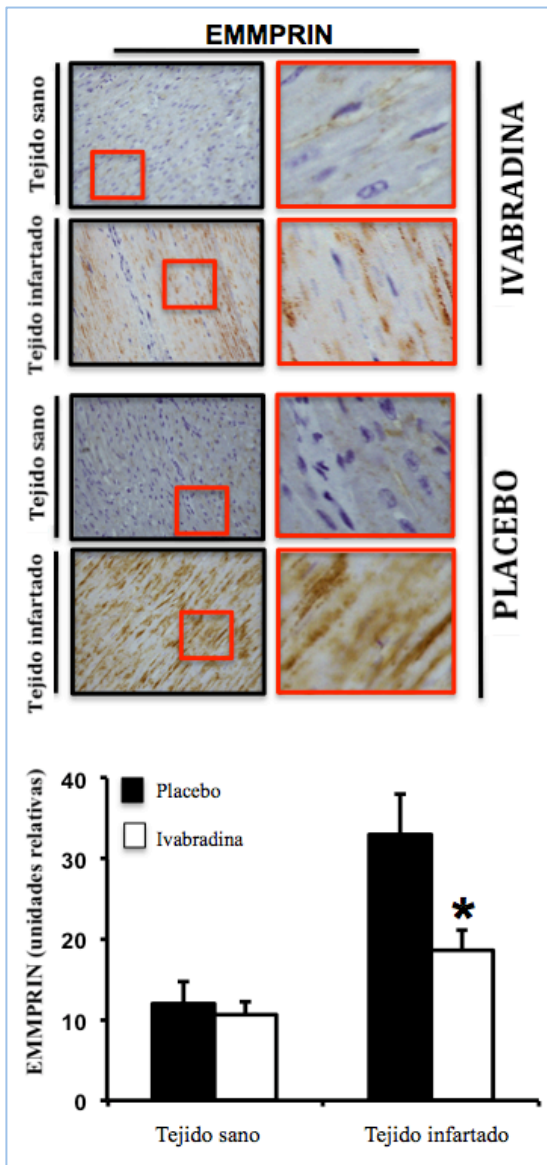 EMMPRIN
Tejido sano
Tejido infartado
IVABRADINA
Tejido sano
Tejido infartado
PLACEBO
EMMPRIN (unidades relativas)
40
30
20
10
0
Placebo
Ivabradina
*
Tejido sano
Tejido infartado